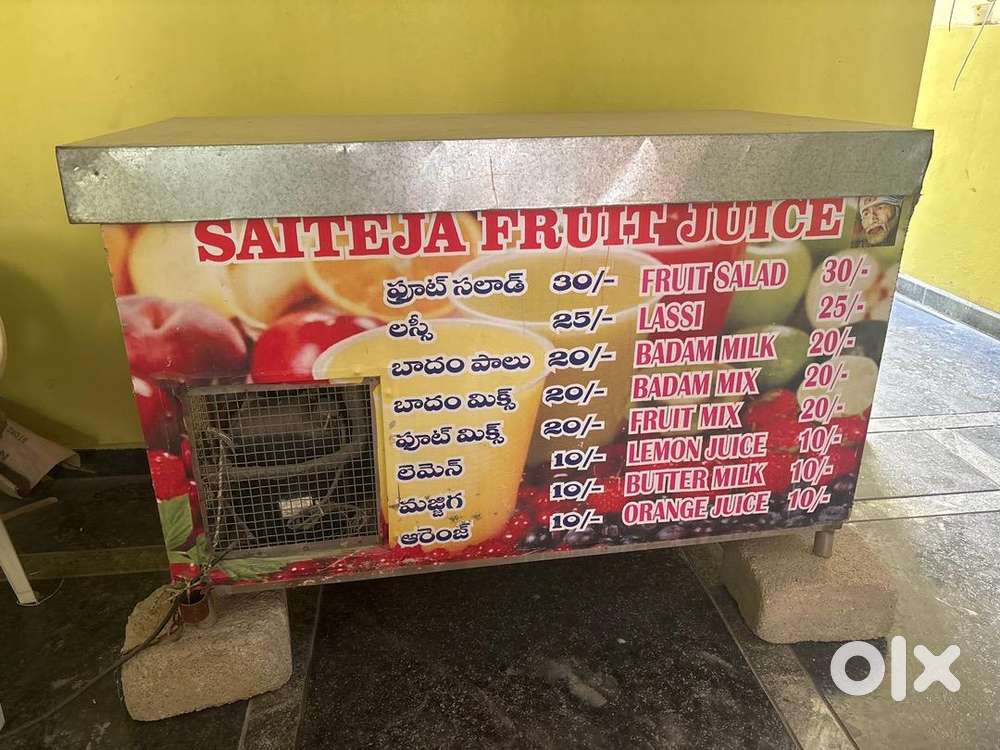 SAITEJA FRUIT JUICE
ఫ్రూట్ సలాడ్ 30/- FRUIT SALAD 30/-
లస్సీ 25/- LASSI 25/-
బాదం పాలు 20/- BADAM MILK 20/-
బాదం మిక్స్ 20/- BADAM MIX 20/-
ఫ్రూట్ మిక్స్ 20/- FRUIT MIX 20/-
లెమెన్ 10/- LEMON JUICE 10/-
మజ్జిగ 10/- BUTTER MILK 10/-
ఆరెంజ్ 10/- ORANGE JUICE 10/-
olx